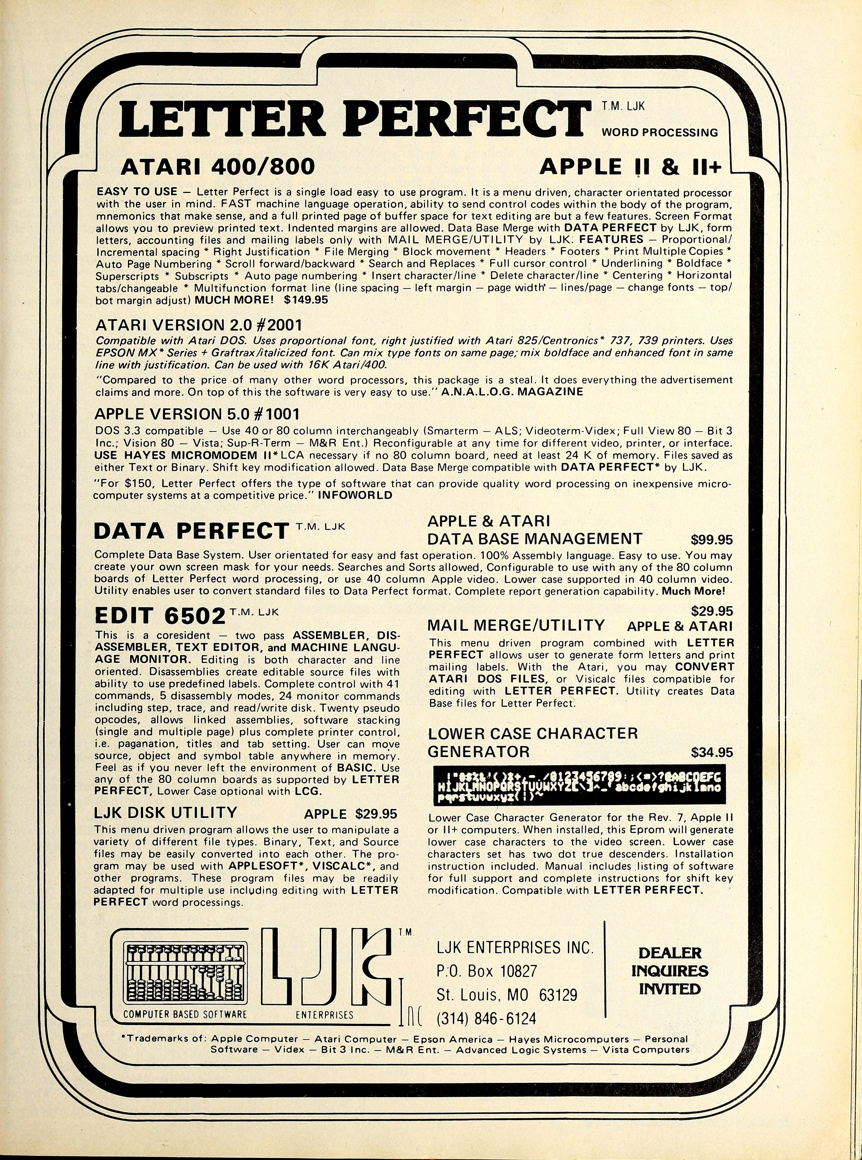 LETTER PERFECT T.M. LJK
WORD PROCESSING
ATARI 400/800 APPLE II & II+
EASY TO USE — Letter Perfect is a single load easy to use program. It is a menu driven, character orientated processor
with the user in mind. FAST machine language operation, ability to send control codes within the body of the program,
mnemonics that make sense, and a full printed page of buffer space for text editing are but a few features. Screen Format
allows you to preview printed text. Indented margins are allowed. Data Base Merge with DATA PERFECT by LJK, form
letters, accounting files and mailing labels only with MAIL MERGE/UTILITY by LJK. FEATURES — Proportional/
Incremental spacing * Right Justification * File Merging * Block movement * Headers * Footers * Print Multiple Copies *
Auto Page Numbering * Scroll forward/backward * Search and Replaces * Full cursor control * Underlining * Boldface *
Superscripts * Subscripts * Auto page numbering * Insert character/line * Delete character/line * Centering * Horizontal
tabs/changeable * Multifunction format line (line spacing — left margin — page width — lines/page — change fonts — top/
bot margin adjust) MUCH MORE! $149.95
ATARI VERSION 2.0 #2001
Compatible with Atari DOS. Uses proportional font, right justified with Atari 825/Centronics* 737, 739 printers. Uses
EPSON MX* Series + Graftrax/italicized font. Can mix type fonts on same page; mix boldface and enhanced font in same
line with justification. Can be used with 16K Atari/400.
"Compared to the price of many other word processors, this package is a steal. It does everything the advertisement
claims and more. On top of this the software is very easy to use." A.N.A.L.O.G. MAGAZINE
APPLE VERSION 5.0 #1001
DOS 3.3 compatible — Use 40 or 80 column interchangeably (Smarterm — ALS; Videoterm-Videx; Full View 80 — Bit 3
Inc.; Vision 80 — Vista; Sup-R-Term — M&R Ent.) Reconfigurable at any time for different video, printer, or interface.
USE HAYES MICROMODEM II* LCA necessary if no 80 column board, need at least 24 K of memory. Files saved as
either Text or Binary. Shift key modification allowed. Data Base Merge compatible with DATA PERFECT* by LJK.
"For $150, Letter Perfect offers the type of software that can provide quality word processing on inexpensive micro-
computer systems at a competitive price." INFOWORLD
DATA PERFECT T.M. LJK
APPLE & ATARI
DATA BASE MANAGEMENT $99.95
Complete Data Base System. User orientated for easy and fast operation. 100% Assembly language. Easy to use. You may
create your own screen mask for your needs. Searches and Sorts allowed, Configurable to use with any of the 80 column
boards of Letter Perfect word processing, or use 40 column Apple video. Lower case supported in 40 column video.
Utility enables user to convert standard files to Data Perfect format. Complete report generation capability. Much More!
EDIT 6502 T.M. LJK
This is a coresident — two pass ASSEMBLER, DIS-
ASSEMBLER, TEXT EDITOR, and MACHINE LANGU-
AGE MONITOR. Editing is both character and line
oriented. Disassemblies create editable source files with
ability to use predefined labels. Complete control with 41
commands, 5 disassembly modes, 24 monitor commands
including step, trace, and read/write disk. Twenty pseudo
opcodes, allows linked assemblies, software stacking
(single and multiple page) plus complete printer control,
i.e. paganation, titles and tab setting. User can move
source, object and symbol table anywhere in memory.
Feel as if you never left the environment of BASIC. Use
any of the 80 column boards as supported by LETTER
PERFECT, Lower Case optional with LCG.
LJK DISK UTILITY APPLE $29.95
This menu driven program allows the user to manipulate a
variety of different file types. Binary, Text, and Source
files may be easily converted into each other. The pro-
gram may be used with APPLESOFT*, VISCALC*, and
other programs. These program files may be readily
adapted for multiple use including editing with LETTER
PERFECT word processings.
$29.95
MAIL MERGE/UTILITY APPLE & ATARI
This menu driven program combined with LETTER
PERFECT allows user to generate form letters and print
mailing labels. With the Atari, you may CONVERT
ATARI DOS FILES, or Visicalc files compatible for
editing with LETTER PERFECT. Utility creates Data
Base files for Letter Perfect.
LOWER CASE CHARACTER
GENERATOR $34.95
!"#$%&'()*+,-./0123456789:;<=>?@ABCDEFG
HIJKLMNOPQRSTUVWXYZ[\]^_`abcdefghijklmno
pqrstuvwxyz{|}~
Lower Case Character Generator for the Rev. 7, Apple II
or II+ computers. When installed, this Eprom will generate
lower case characters to the video screen. Lower case
characters set has two dot true descenders. Installation
instruction included. Manual includes listing of software
for full support and complete instructions for shift key
modification. Compatible with LETTER PERFECT.
COMPUTER BASED SOFTWARE
LJK TM
ENTERPRISES Inc
LJK ENTERPRISES INC.
P.O. Box 10827
St. Louis, MO 63129
(314) 846-6124
DEALER
INQUIRES
INVITED
*Trademarks of: Apple Computer — Atari Computer — Epson America — Hayes Microcomputers — Personal
Software — Videx — Bit 3 Inc. — M&R Ent. — Advanced Logic Systems — Vista Computers